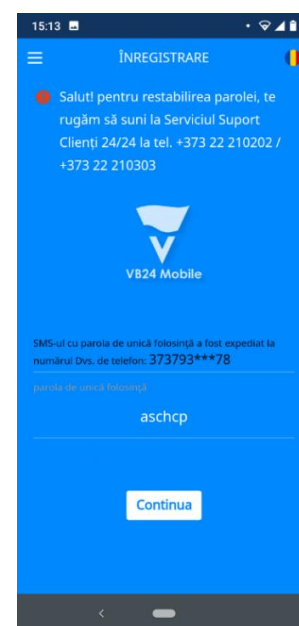 15:13
ÎNREGISTRARE
Salut! pentru restabilirea parolei, te
rugăm să suni la Serviciul Suport
Clienți 24/24 la tel. +373 22 210202 /
+373 22 210303
VB24 Mobile
SMS-ul cu parola de unică folosință a fost expediat la
numărul Dvs. de telefon: 373793***78
parola de unică folosință
aschcp
Continua